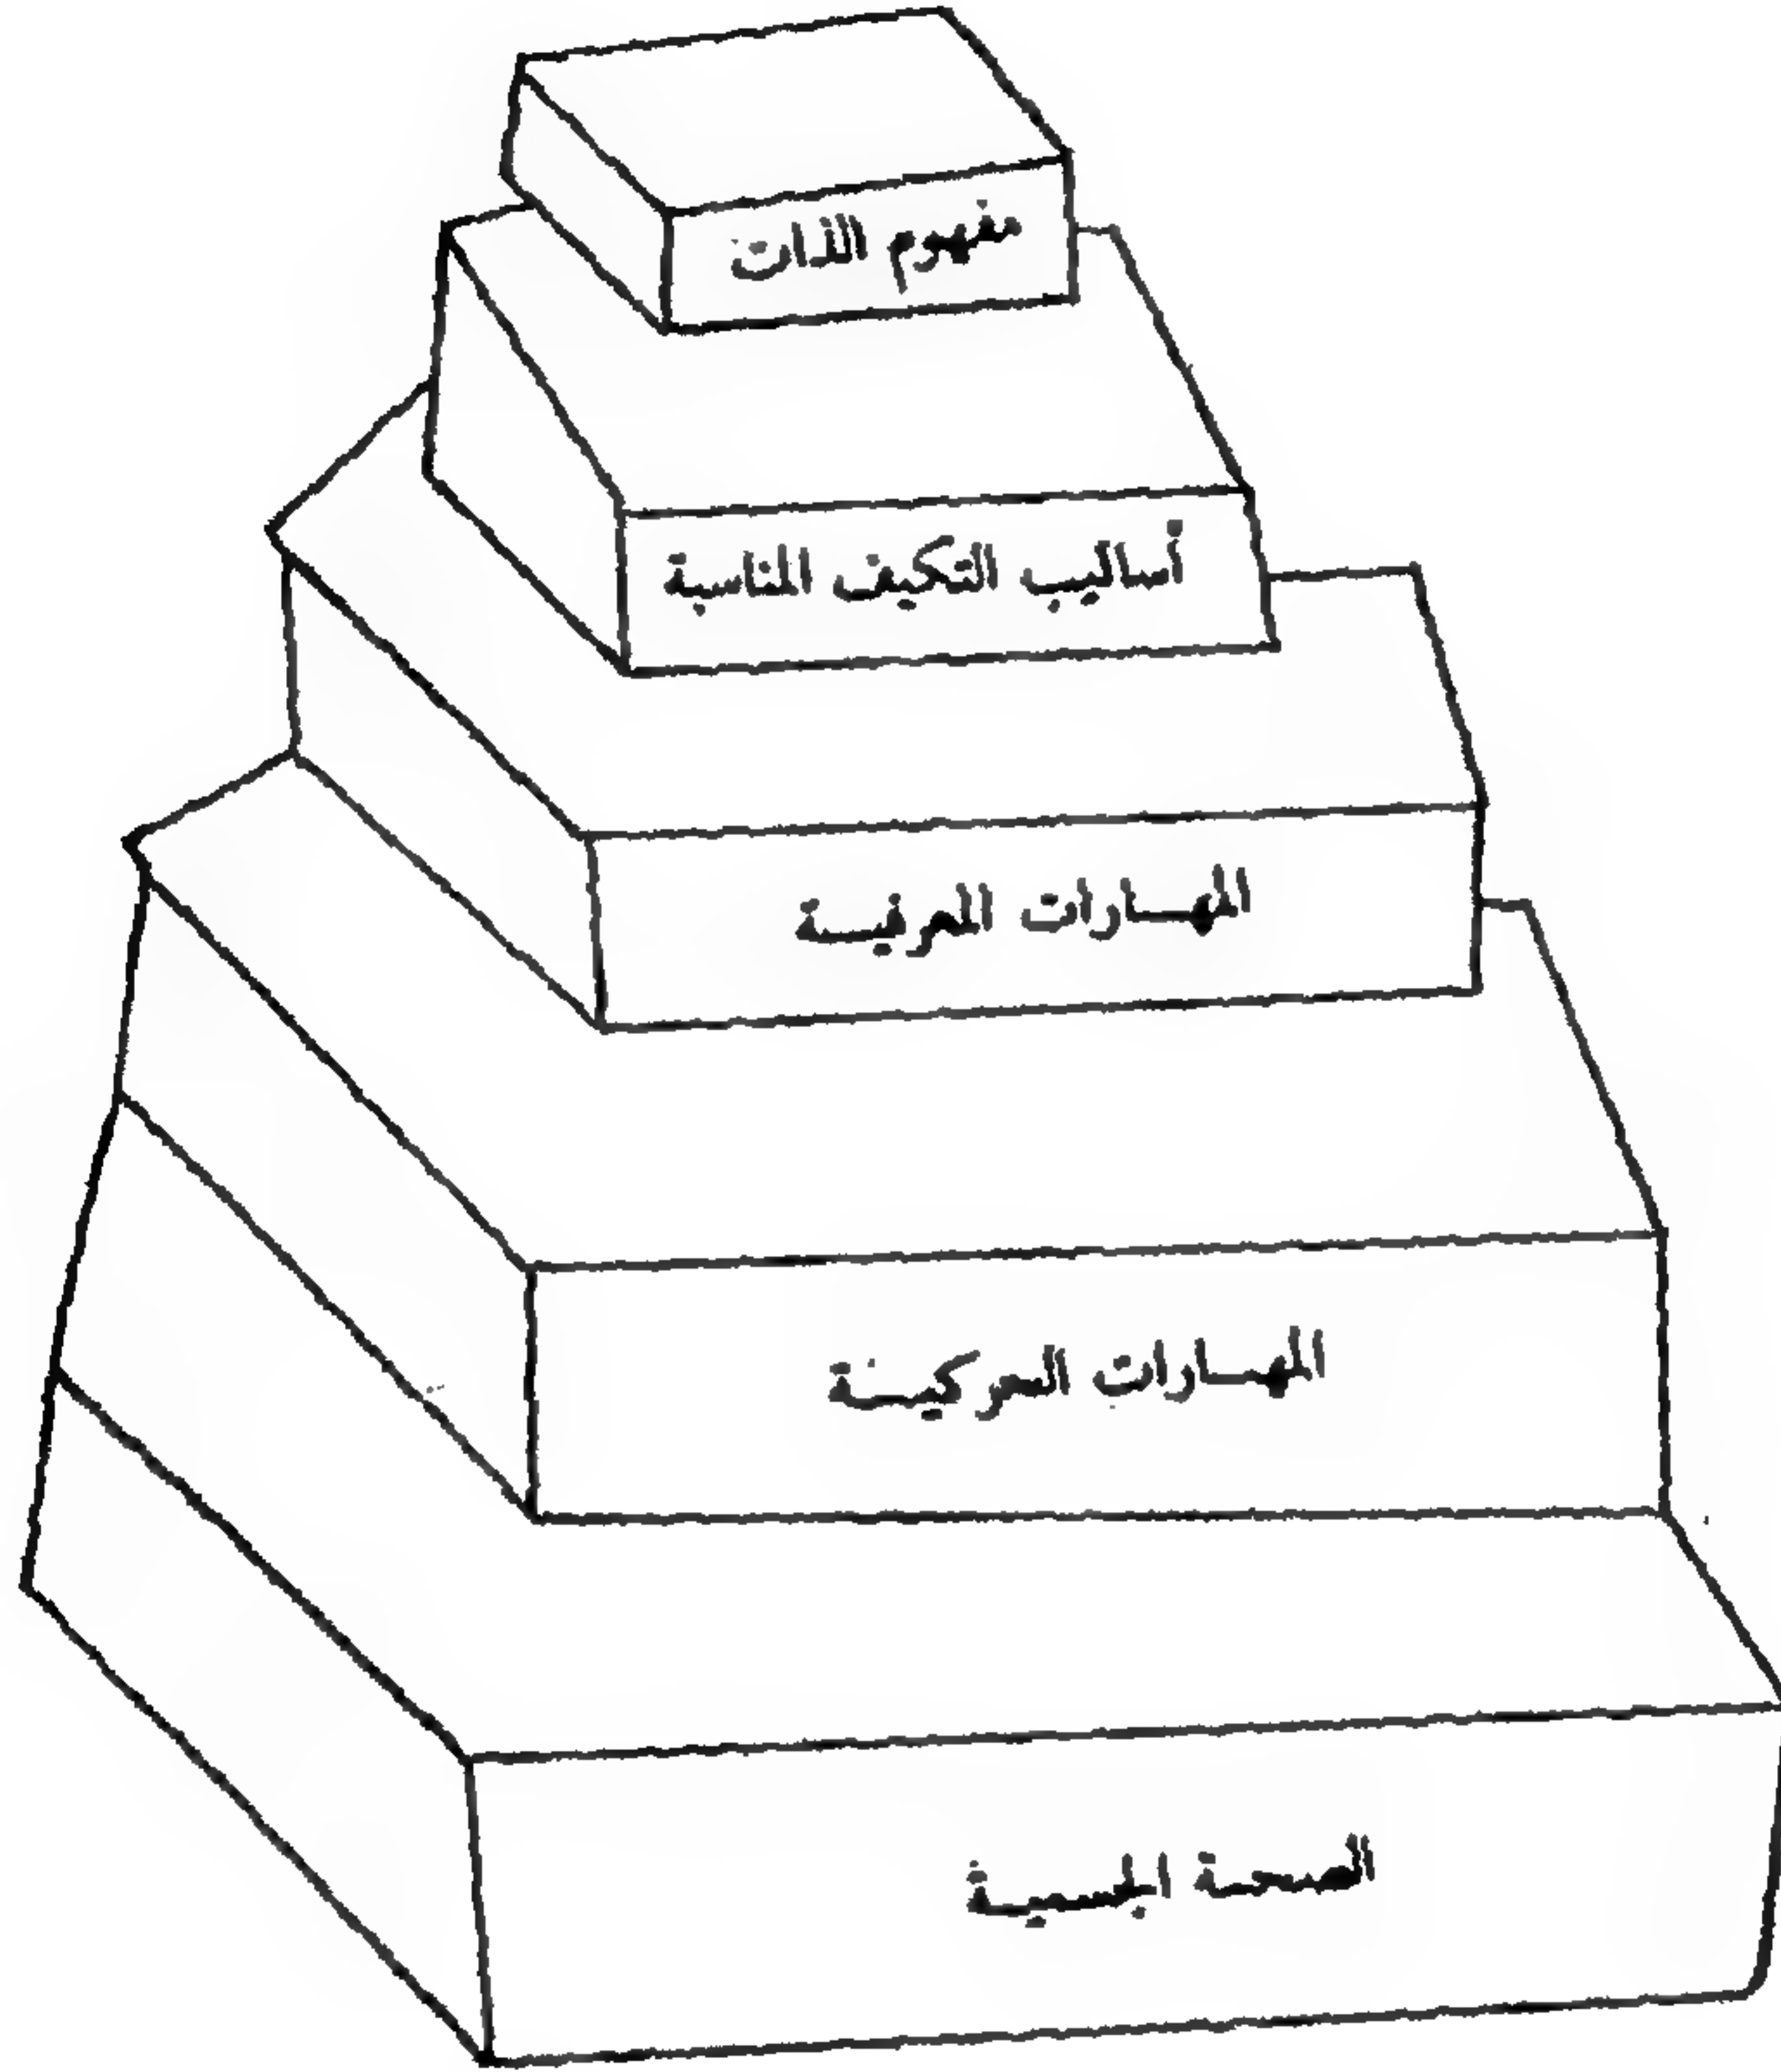 مفهوم الذات
أساليب التكيف المناسبة
المهارات المعرفية
المهارات الحركية
الصحة الجسمية